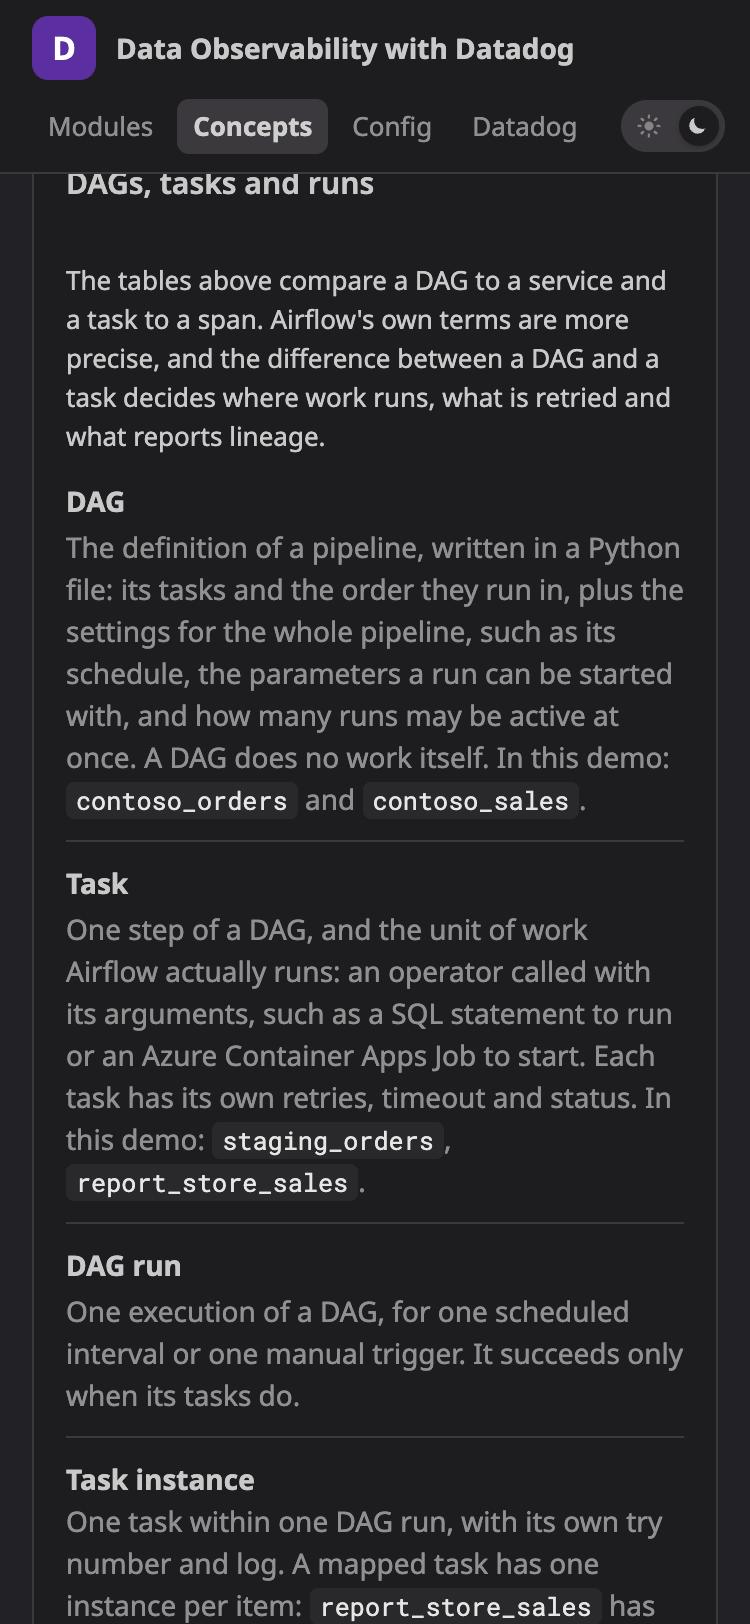 D
Data Observability with Datadog
Modules Concepts Config Datadog
DAGs, tasks and runs
The tables above compare a DAG to a service and
a task to a span. Airflow's own terms are more
precise, and the difference between a DAG and a
task decides where work runs, what is retried and
what reports lineage.
DAG
The definition of a pipeline, written in a Python
file: its tasks and the order they run in, plus the
settings for the whole pipeline, such as its
schedule, the parameters a run can be started
with, and how many runs may be active at
once. A DAG does no work itself. In this demo:
contoso_orders and contoso_sales.
Task
One step of a DAG, and the unit of work
Airflow actually runs: an operator called with
its arguments, such as a SQL statement to run
or an Azure Container Apps Job to start. Each
task has its own retries, timeout and status. In
this demo: staging_orders,
report_store_sales.
DAG run
One execution of a DAG, for one scheduled
interval or one manual trigger. It succeeds only
when its tasks do.
Task instance
One task within one DAG run, with its own try
number and log. A mapped task has one
instance per item: report_store_sales has